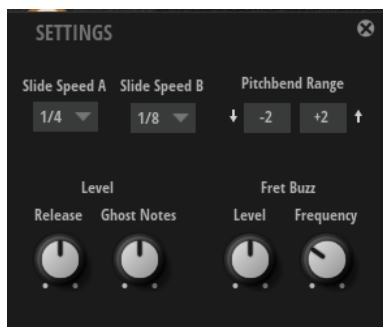 SETTINGS
Slide Speed A Slide Speed B Pitchbend Range
1/4 1/8 -2 +2
Level Fret Buzz
Release Ghost Notes Level Frequency